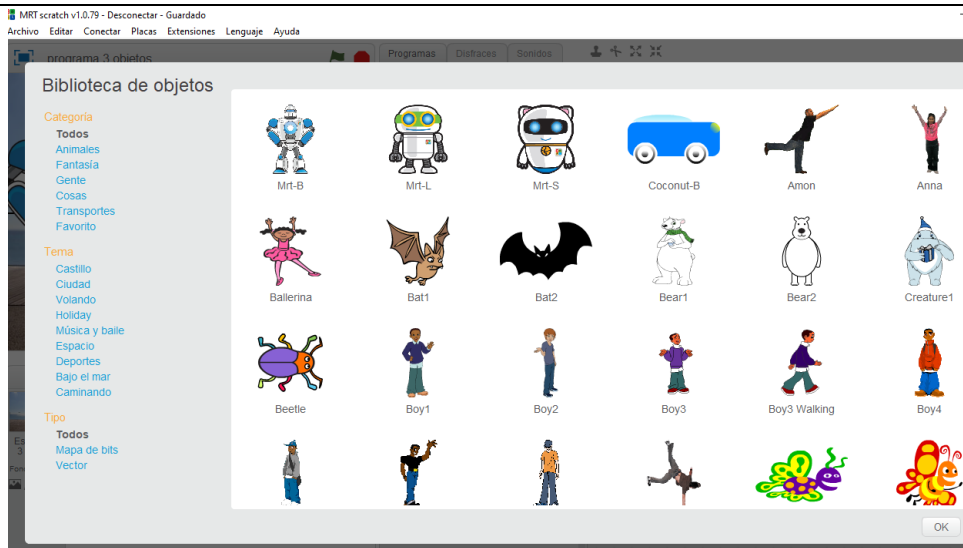 MRT scratch v1.0.79 - Desconectar - Guardado
Archivo Editar Conectar Placas Extensiones Lenguaje Ayuda
programa 3 objetos
Programas Disfraces Sonidos
Biblioteca de objetos
Categoría
Todos
Animales
Fantasía
Gente
Cosas
Transportes
Favorito
Tema
Castillo
Ciudad
Volando
Holiday
Música y baile
Espacio
Deportes
Bajo el mar
Caminando
Tipo
Todos
Mapa de bits
Vector
Mrt-B Mrt-L Mrt-S Coconut-B Amon Anna
Ballerina Bat1 Bat2 Bear1 Bear2 Creature1
Beetle Boy1 Boy2 Boy3 Boy3 Walking Boy4
OK